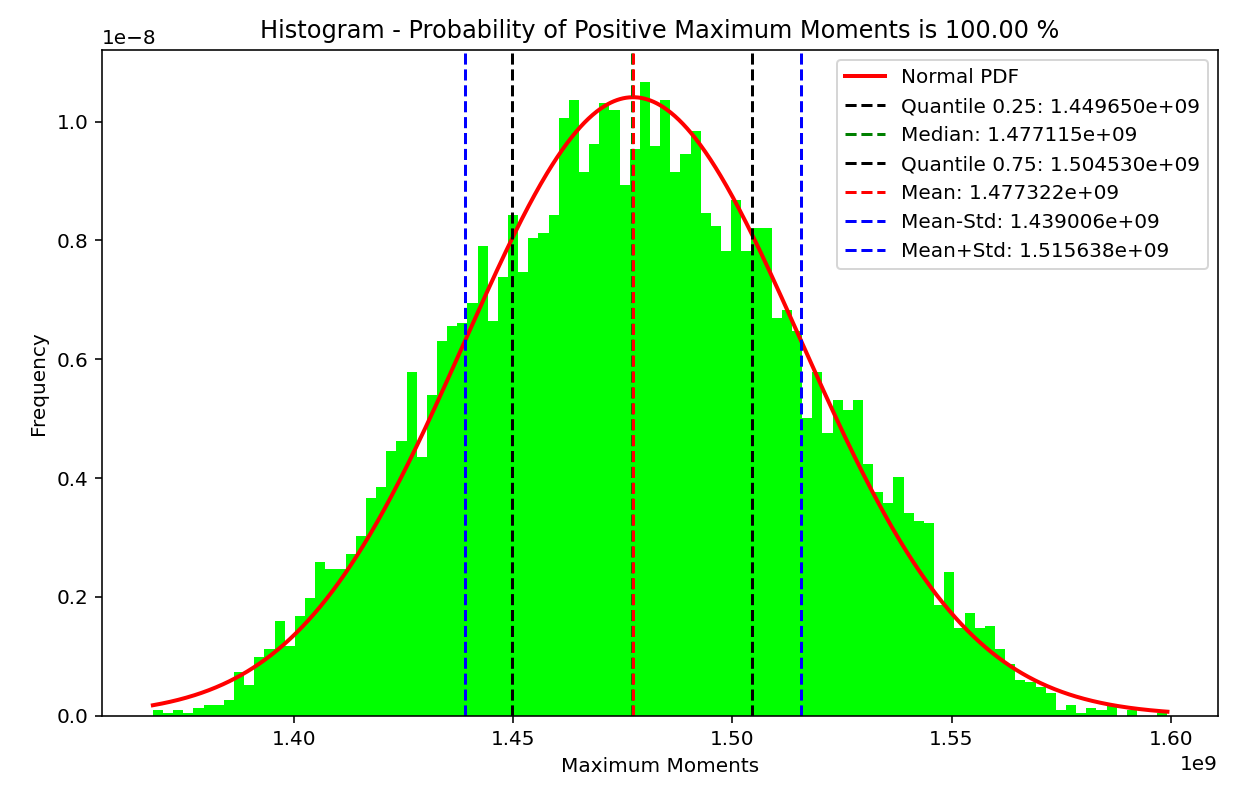 Histogram - Probability of Positive Maximum Moments is 100.00 %
1e−8
Normal PDF
Quantile 0.25: 1.449650e+09
Median: 1.477115e+09
Quantile 0.75: 1.504530e+09
Mean: 1.477322e+09
Mean-Std: 1.439006e+09
Mean+Std: 1.515638e+09
1.0
0.8
0.6
0.4
0.2
0.0
Frequency
1.40 1.45 1.50 1.55 1.60
1e9
Maximum Moments